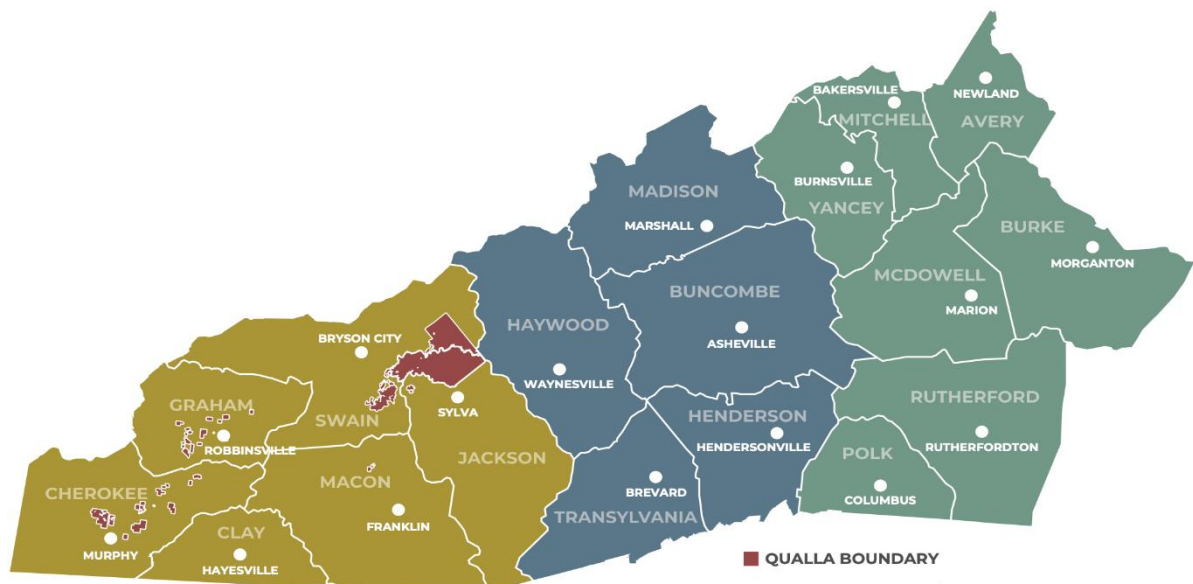 BAKERSVILLE
NEWLAND
MITCHELL
AVERY
BURNSVILLE
MADISON
YANCEY
MARSHALL
BURKE
MORGANTON
MCDOWELL
BUNCOMBE
MARION
HAYWOOD
ASHEVILLE
BRYSON CITY
WAYNESVILLE
SYLVA
GRAHAM
SWAIN
HENDERSON
RUTHERFORD
ROBBINSVILLE
HENDERSONVILLE
RUTHERFORDTON
JACKSON
POLK
CHEROKEE
MACON
BREVARD
COLUMBUS
FRANKLIN
TRANSYLVANIA
CLAY
MURPHY
HAYESVILLE
QUALLA BOUNDARY